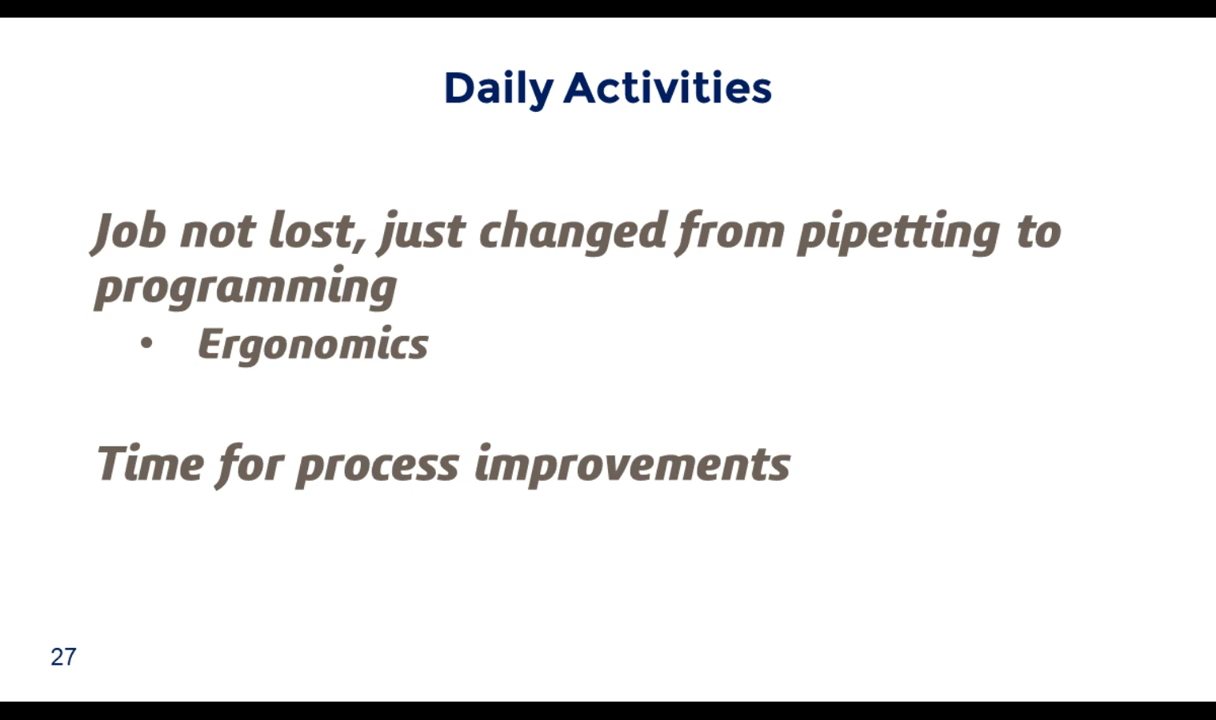 Daily Activities
Job not lost, just changed from pipetting to
programming
• Ergonomics
Time for process improvements
27